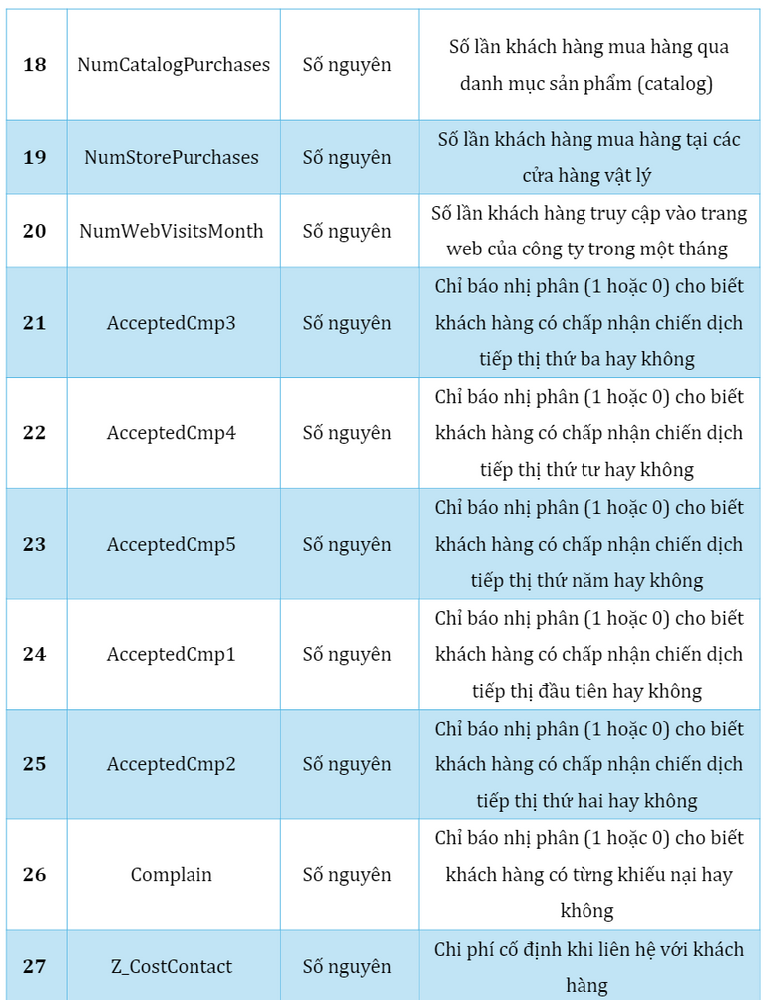 18 NumCatalogPurchases Số nguyên Số lần khách hàng mua hàng qua
danh mục sản phẩm (catalog)
19 NumStorePurchases Số nguyên Số lần khách hàng mua hàng tại các
cửa hàng vật lý
20 NumWebVisitsMonth Số nguyên Số lần khách hàng truy cập vào trang
web của công ty trong một tháng
21 AcceptedCmp3 Số nguyên Chỉ báo nhị phân (1 hoặc 0) cho biết
khách hàng có chấp nhận chiến dịch
tiếp thị thứ ba hay không
22 AcceptedCmp4 Số nguyên Chỉ báo nhị phân (1 hoặc 0) cho biết
khách hàng có chấp nhận chiến dịch
tiếp thị thứ tư hay không
23 AcceptedCmp5 Số nguyên Chỉ báo nhị phân (1 hoặc 0) cho biết
khách hàng có chấp nhận chiến dịch
tiếp thị thứ năm hay không
24 AcceptedCmp1 Số nguyên Chỉ báo nhị phân (1 hoặc 0) cho biết
khách hàng có chấp nhận chiến dịch
tiếp thị đầu tiên hay không
25 AcceptedCmp2 Số nguyên Chỉ báo nhị phân (1 hoặc 0) cho biết
khách hàng có chấp nhận chiến dịch
tiếp thị thứ hai hay không
26 Complain Số nguyên Chỉ báo nhị phân (1 hoặc 0) cho biết
khách hàng có từng khiếu nại hay
không
27 Z_CostContact Số nguyên Chi phí cố định khi liên hệ với khách
hàng